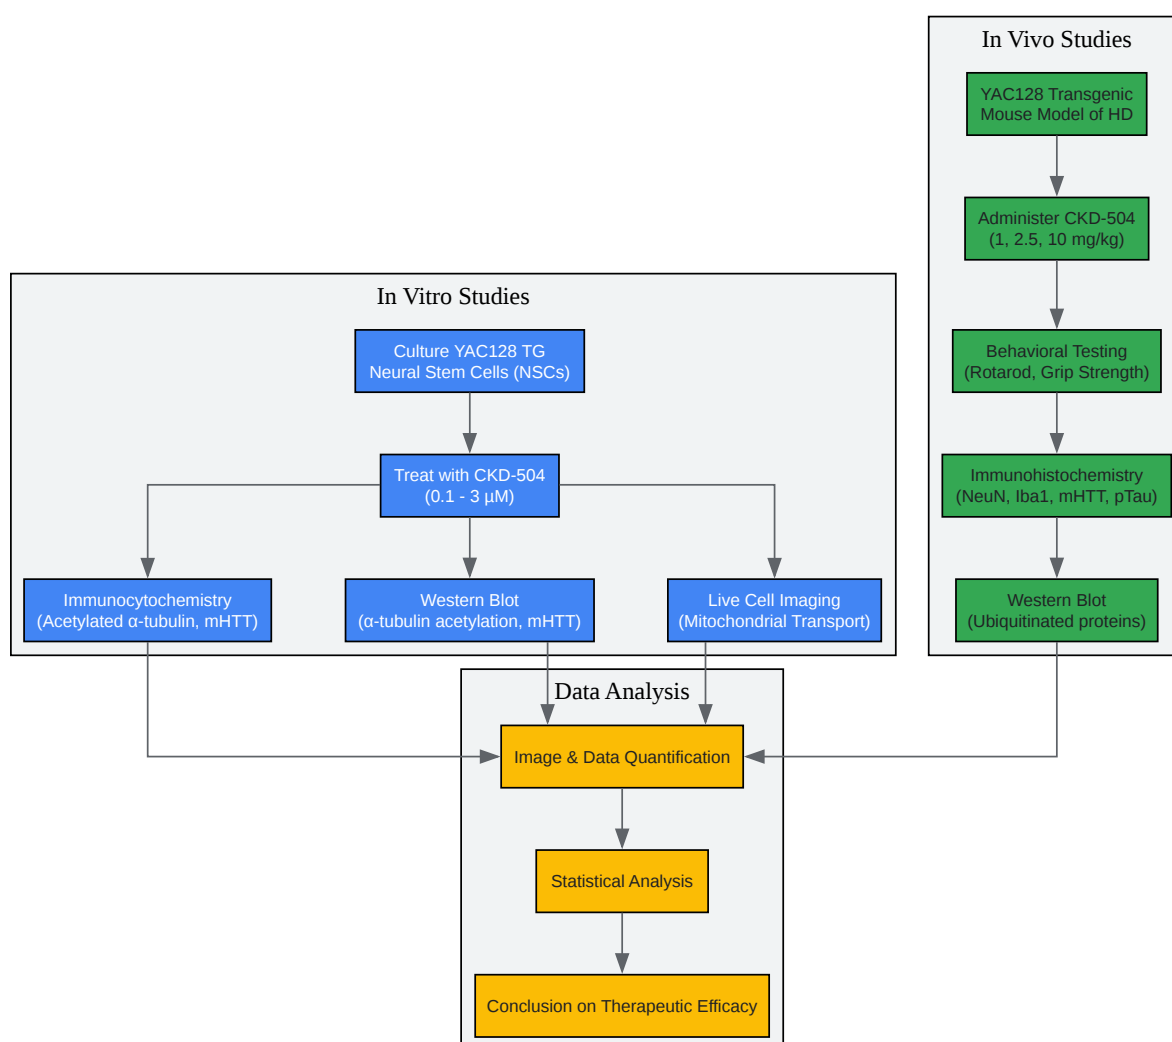 In Vivo Studies
YAC128 Transgenic
Mouse Model of HD
Administer CKD-504
(1, 2.5, 10 mg/kg)
Behavioral Testing
(Rotarod, Grip Strength)
Immunohistochemistry
(NeuN, Iba1, mHTT, pTau)
Western Blot
(Ubiquitinated proteins)
In Vitro Studies
Culture YAC128 TG
Neural Stem Cells (NSCs)
Treat with CKD-504
(0.1 - 3 µM)
Immunocytochemistry
(Acetylated α-tubulin, mHTT)
Western Blot
(α-tubulin acetylation, mHTT)
Live Cell Imaging
(Mitochondrial Transport)
Data Analysis
Image & Data Quantification
Statistical Analysis
Conclusion on Therapeutic Efficacy